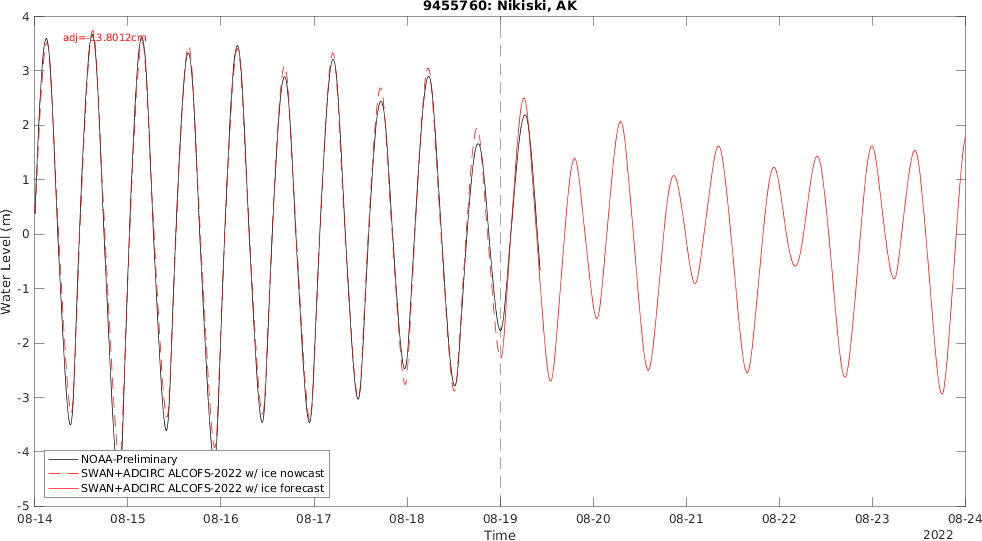 9455760: Nikiski, AK
adj=-13.8012cm
Water Level (m)
4
3
2
1
0
-1
-2
-3
-4
-5
NOAA-Preliminary
SWAN+ADCIRC ALCOFS-2022 w/ ice nowcast
SWAN+ADCIRC ALCOFS-2022 w/ ice forecast
08-14 08-15 08-16 08-17 08-18 08-19 08-20 08-21 08-22 08-23 08-24
Time
2022